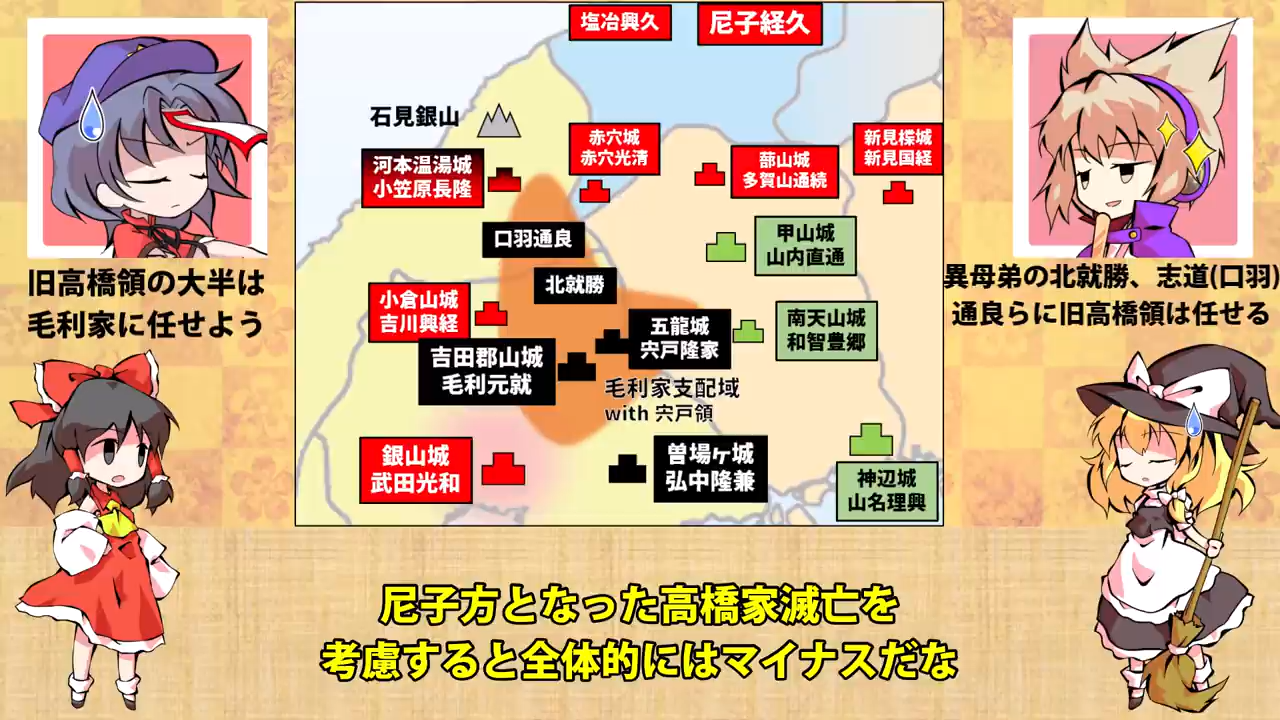 塩冶興久
尼子経久
石見銀山
河本温湯城
小笠原長隆
赤穴城
赤穴光清
蔀山城
多賀山通続
新見楪城
新見国経
口羽通良
甲山城
山内直通
北就勝
旧高橋領の大半は
毛利家に任せよう
異母弟の北就勝、志道(口羽)
通良らに旧高橋領は任せる
小倉山城
吉川興経
五龍城
宍戸隆家
南天山城
和智豊郷
吉田郡山城
毛利元就
毛利家支配域
with 宍戸領
銀山城
武田光和
曽場ヶ城
弘中隆兼
神辺城
山名理興
尼子方となった高橋家滅亡を
考慮すると全体的にはマイナスだな